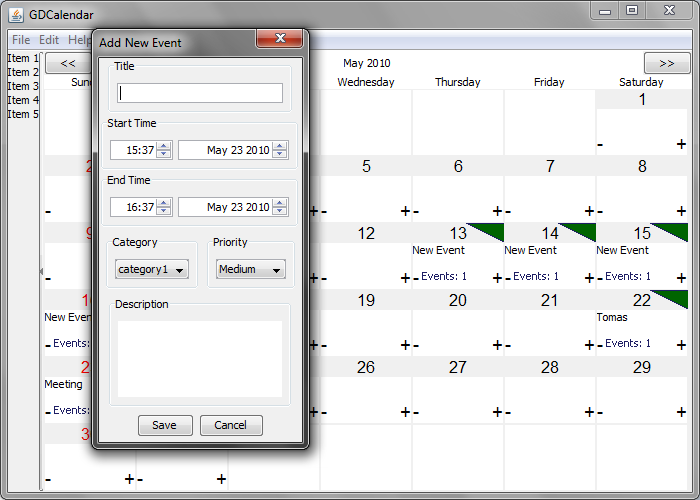 GDCalendar
File Edit Help
Item 1
Item 2
Item 3
Item 4
Item 5
<<
May 2010
>>
Wednesday Thursday Friday Saturday
1
- +
5 6 7 8
- + - + - + - +
12 13 14 15
New Event New Event New Event
Events: 1 Events: 1 Events: 1
19 20 21 22
New Even Tomas
- Events: 1
Events: 1
26 27 28 29
Meeting
- Events: 1
3
- + - +
Add New Event
Title
Start Time
15:37 May 23 2010
End Time
16:37 May 23 2010
Category Priority
category1 Medium
Description
Save Cancel